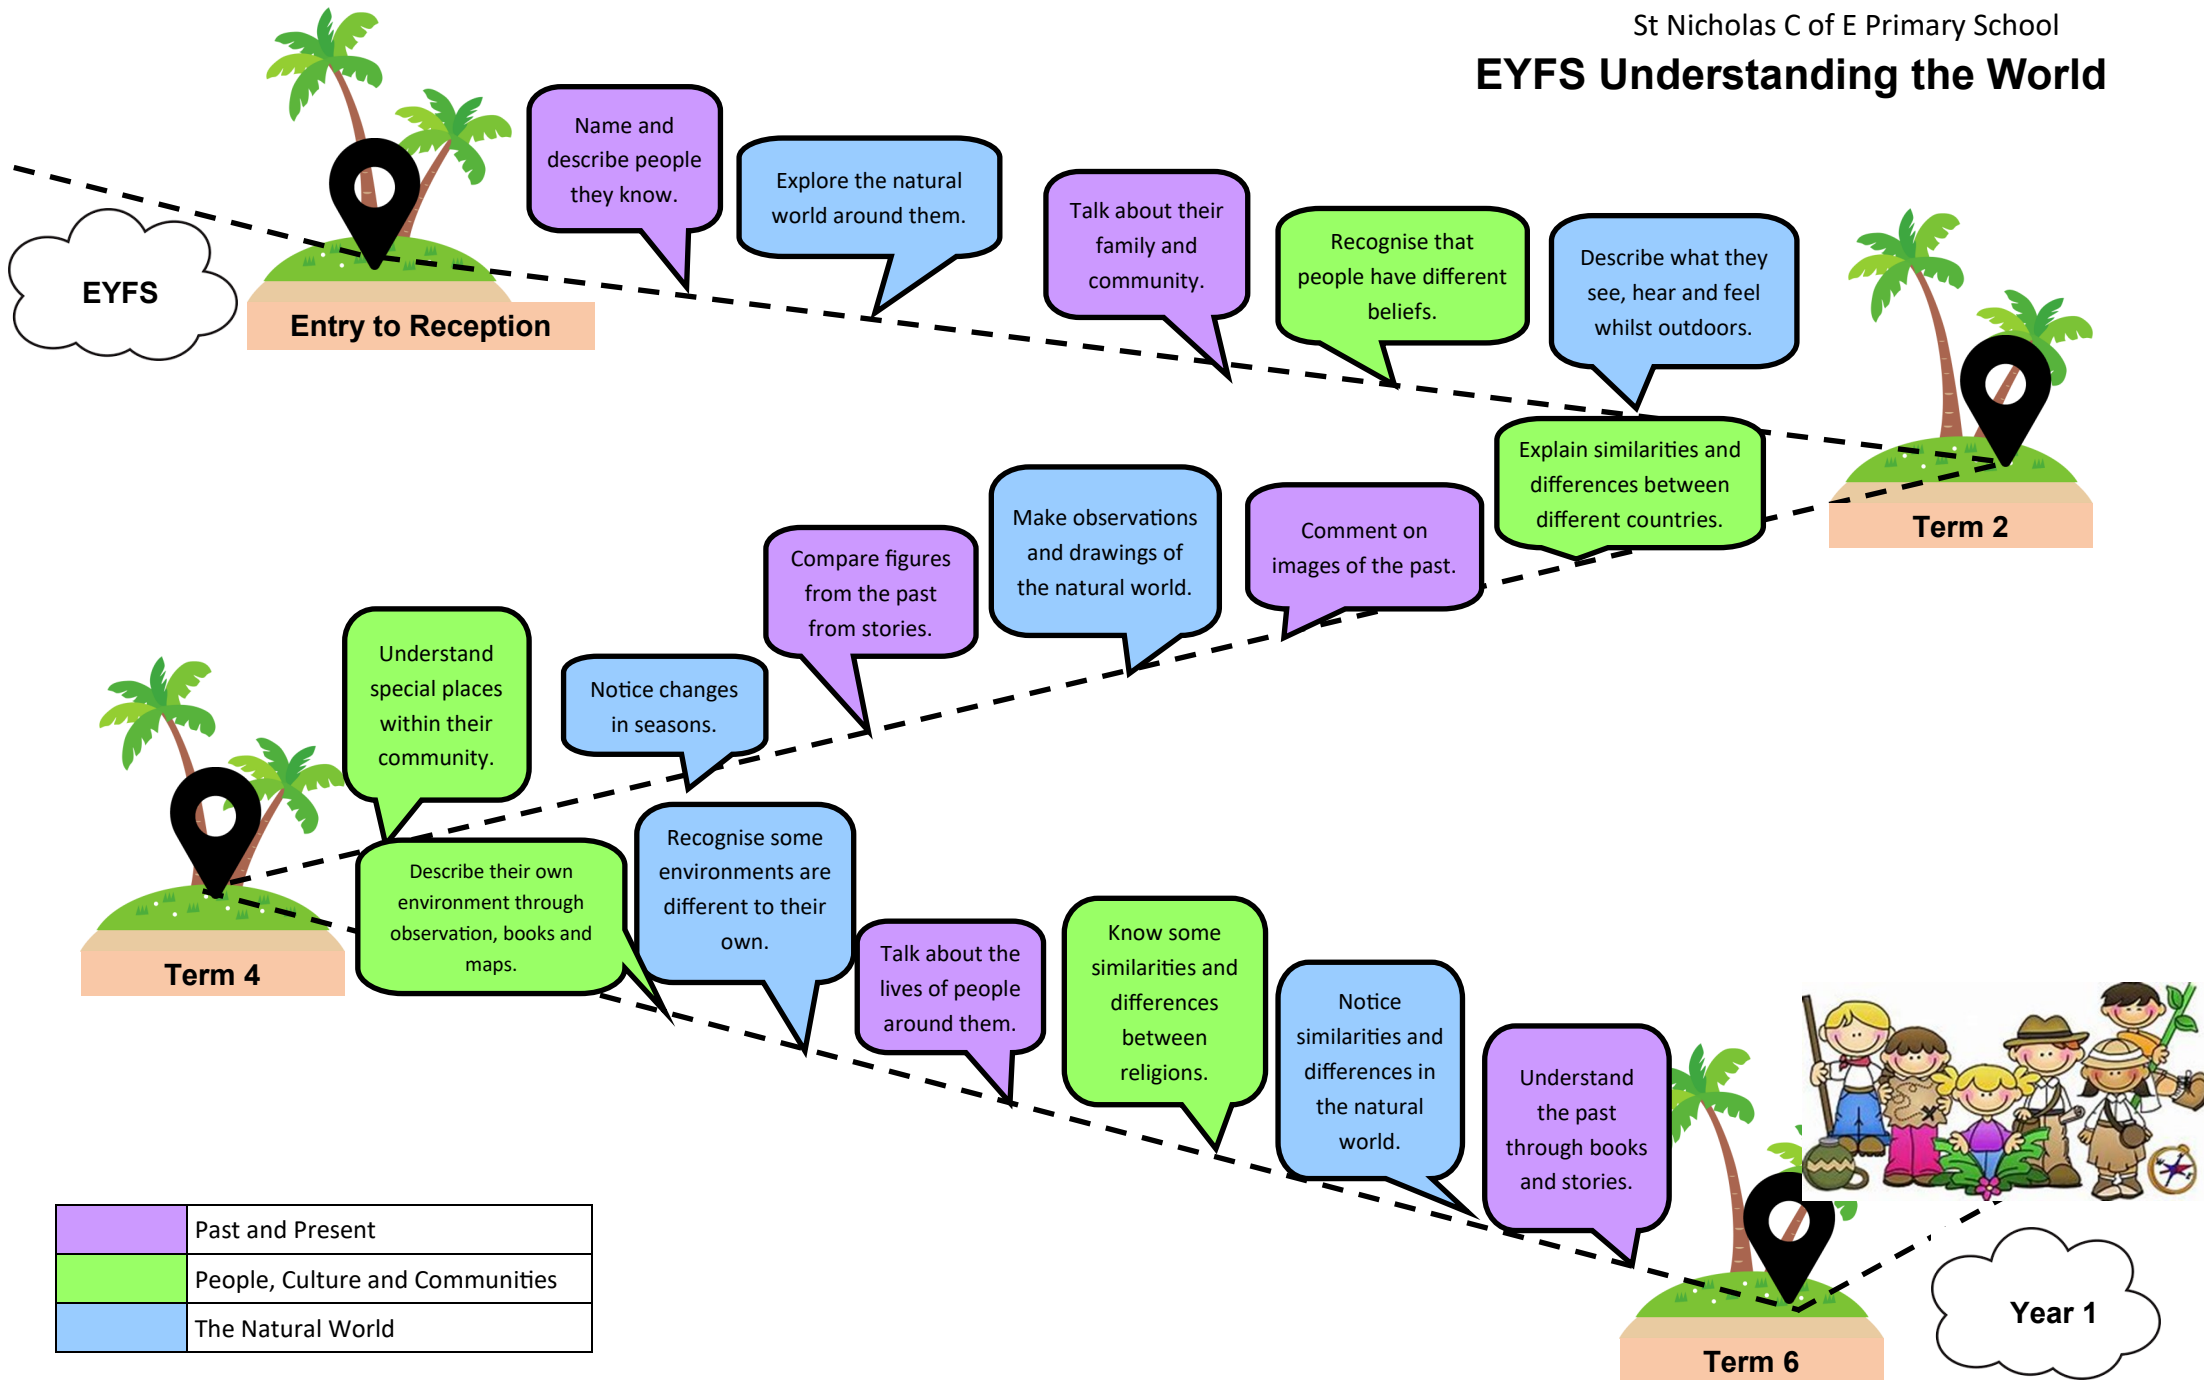 St Nicholas C of E Primary School
EYFS Understanding the World
EYFS
Entry to Reception
Name and
describe people
they know.
Explore the natural
world around them.
Talk about their
family and
community.
Recognise that
people have different
beliefs.
Describe what they
see, hear and feel
whilst outdoors.
Term 2
Explain similarities and
differences between
different countries.
Comment on
images of the past.
Make observations
and drawings of
the natural world.
Compare figures
from the past
from stories.
Notice changes
in seasons.
Understand
special places
within their
community.
Term 4
Describe their own
environment through
observation, books and
maps.
Recognise some
environments are
different to their
own.
Talk about the
lives of people
around them.
Know some
similarities and
differences
between
religions.
Notice
similarities and
differences in
the natural
world.
Understand
the past
through books
and stories.
Term 6
Year 1
Past and Present
People, Culture and Communities
The Natural World